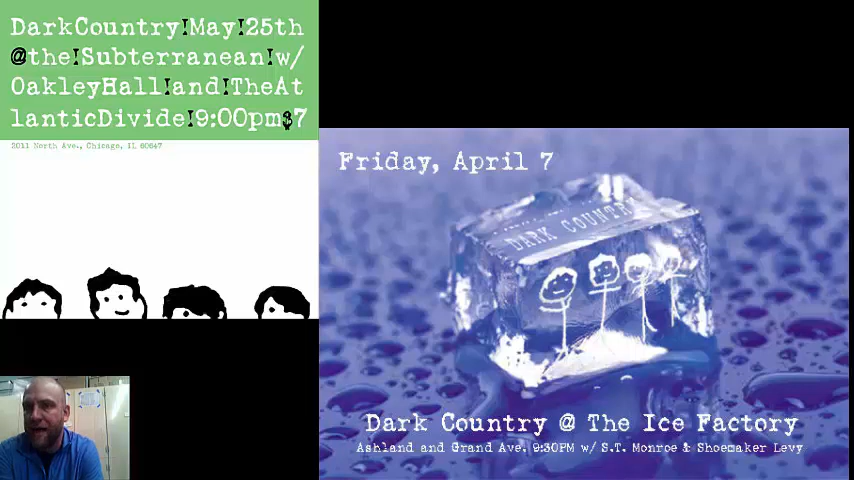 DarkCountry!May!25th
@the!Subterranean!w/
OakleyHall!and!TheAt
lanticDivide!9:00pm$7
2011 North Ave., Chicago, IL 60647
Friday, April 7
DARK COUNTRY
Dark Country @ The Ice Factory
Ashland and Grand Ave. 9:30PM w/ S.T. Monroe & Shoemaker Levy